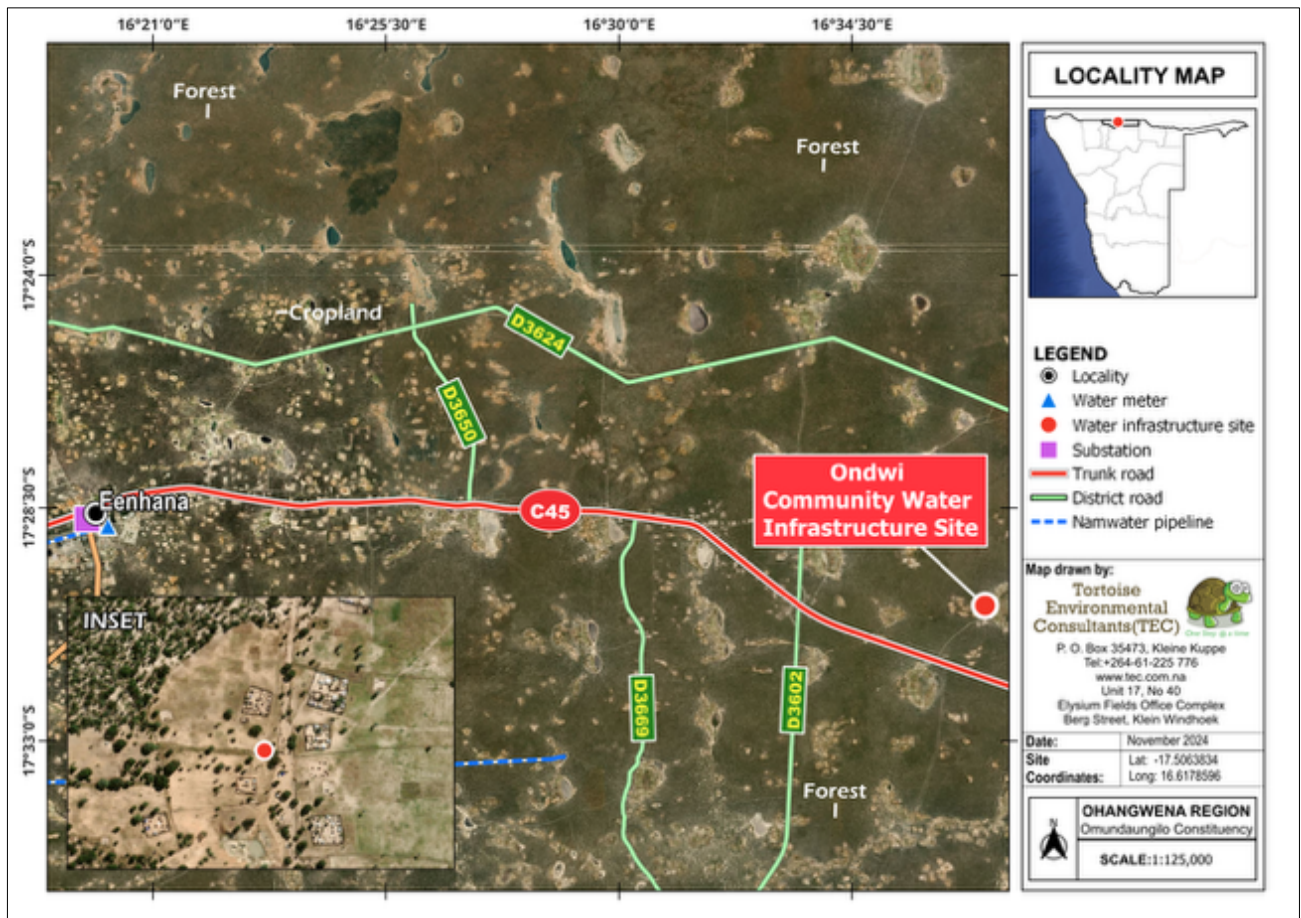 16°21'0"E
16°25'30"E
16°30'0"E
16°34'30"E
17°24'0"S
17°28'30"S
17°33'0"S
Forest
Forest
~Cropland
D3624
D3650
Eenhana
C45
Ondwi
Community Water
Infrastructure Site
INSET
D3669
D3602
Forest
LOCALITY MAP
LEGEND
Locality
Water meter
Water infrastructure site
Substation
Trunk road
District road
Namwater pipeline
Map drawn by:
Tortoise
Environmental
Consultants(TEC)
One Step @ a time
P. O. Box 35473, Kleine Kuppe
Tel:+264-61-225 776
www.tec.com.na
Unit 17, No 40
Elysium Fields Office Complex
Berg Street, Klein Windhoek
Date: November 2024
Site Coordinates: Lat: -17.5063834
Long: 16.6178596
N
OHANGWENA REGION
Omundaungilo Constituency
SCALE:1:125,000